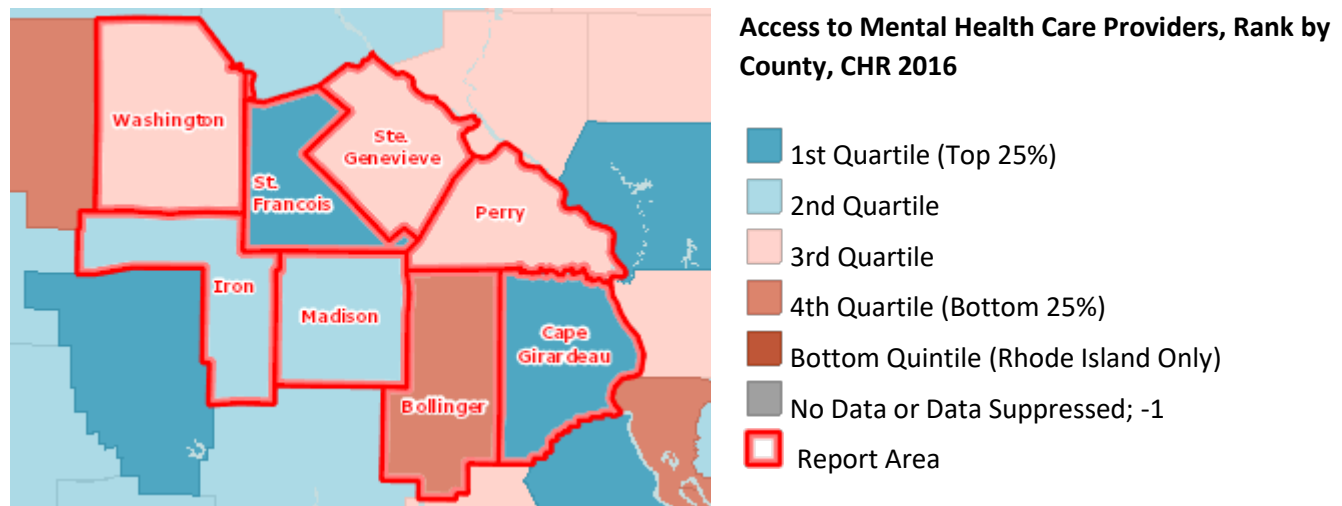 Access to Mental Health Care Providers, Rank by
County, CHR 2016
Washington
Ste.
Genevieve
St.
Francois
Perry
Iron
Madison
Cape
Girardeau
Bollinger
1st Quartile (Top 25%)
2nd Quartile
3rd Quartile
4th Quartile (Bottom 25%)
Bottom Quintile (Rhode Island Only)
No Data or Data Suppressed; -1
Report Area